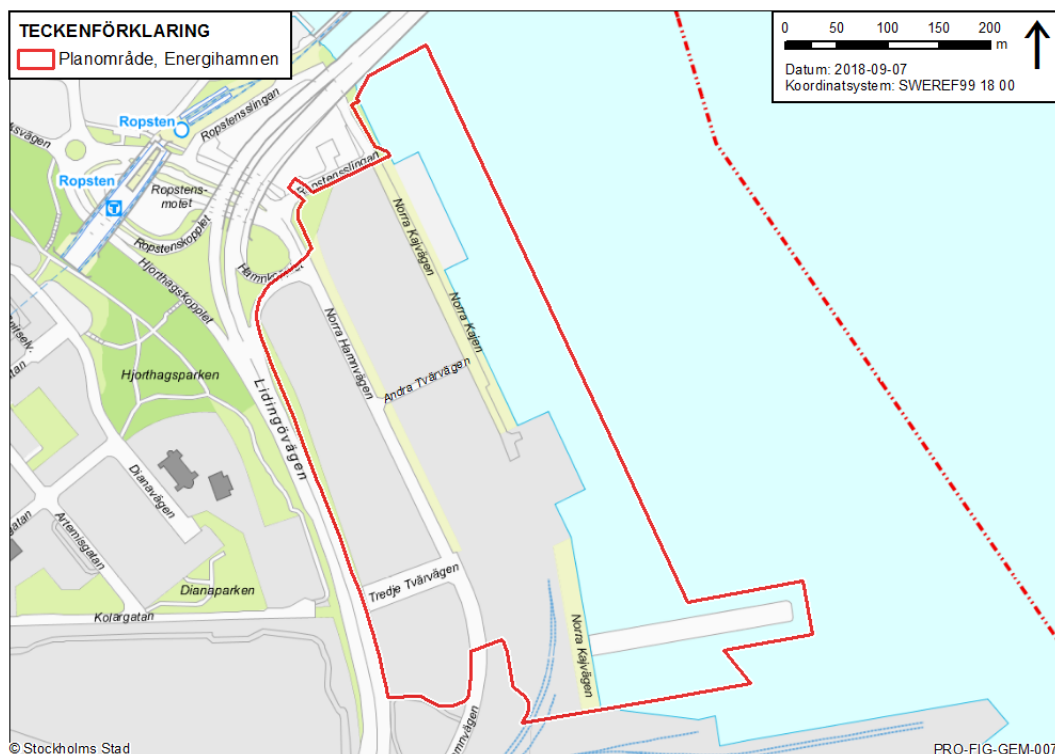 TECKENFÖRKLARING
Planområde, Energihamnen
0 50 100 150 200
m
Datum: 2018-09-07
Koordinatsystem: SWEREF99 18 00
Ropsten
Ropstensslingan
Ropsten
Ropstens-
motet
Ropstenskopplet
Ropstensslingan
Hjorthagskopplet
Norra Kajvägen
Norra Kajen
Norra Hamnvägen
Andra Tvärvägen
Hjorthagsparken
Lidingövägen
Dianavägen
Artemisgatan
Dianaparken
Kolargatan
Tredje Tvärvägen
Norra Kajvägen
mnvägen
© Stockholms Stad
PRO-FIG-GEM-007